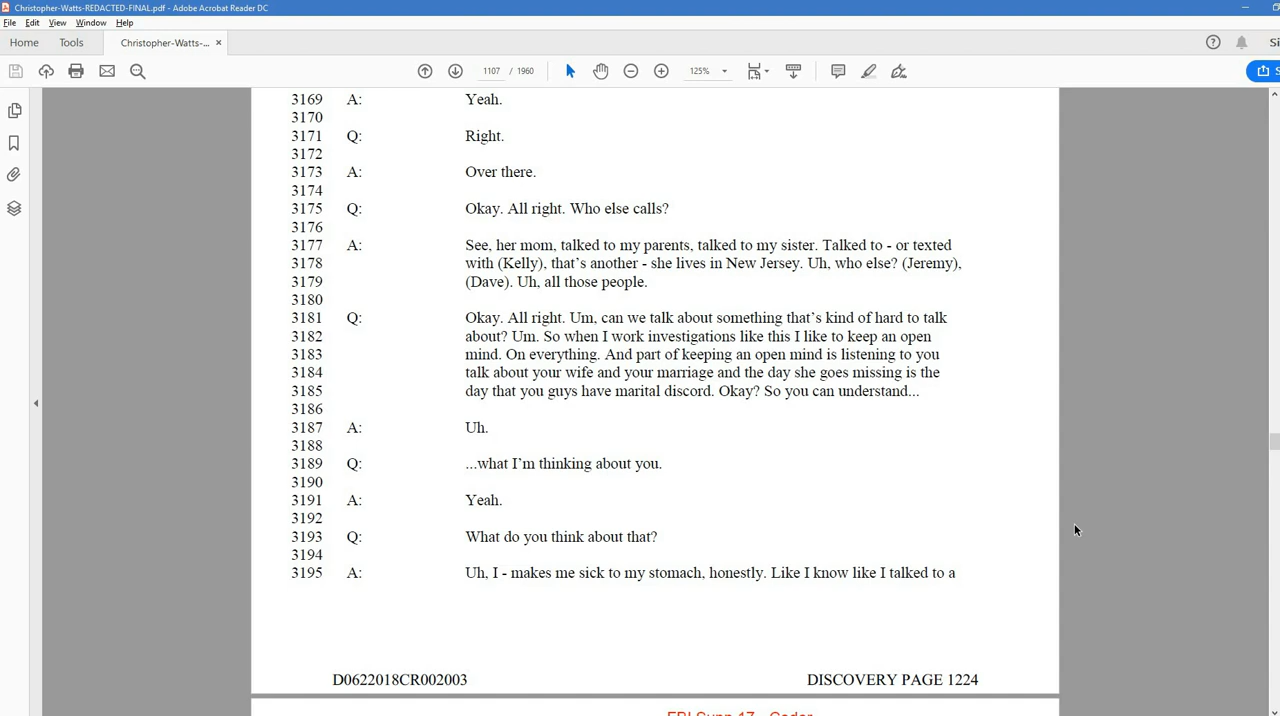 Christopher-Watts-REDACTED-FINAL.pdf - Adobe Acrobat Reader DC
File Edit View Window Help
Home Tools Christopher-Watts-... ×
1107 / 1960 125%
3169 A: Yeah.
3170
3171 Q: Right.
3172
3173 A: Over there.
3174
3175 Q: Okay. All right. Who else calls?
3176
3177 A: See, her mom, talked to my parents, talked to my sister. Talked to - or texted
3178 with (Kelly), that's another - she lives in New Jersey. Uh, who else? (Jeremy),
3179 (Dave). Uh, all those people.
3180
3181 Q: Okay. All right. Um, can we talk about something that's kind of hard to talk
3182 about? Um. So when I work investigations like this I like to keep an open
3183 mind. On everything. And part of keeping an open mind is listening to you
3184 talk about your wife and your marriage and the day she goes missing is the
3185 day that you guys have marital discord. Okay? So you can understand...
3186
3187 A: Uh.
3188
3189 Q: ...what I'm thinking about you.
3190
3191 A: Yeah.
3192
3193 Q: What do you think about that?
3194
3195 A: Uh, I - makes me sick to my stomach, honestly. Like I know like I talked to a
D0622018CR002003 DISCOVERY PAGE 1224